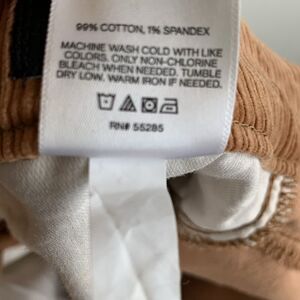 99% COTTON, 1% SPANDEX
MACHINE WASH COLD WITH LIKE
COLORS. ONLY NON-CHLORINE
BLEACH WHEN NEEDED. TUMBLE
DRY LOW. WARM IRON IF NEEDED.
RN# 55285